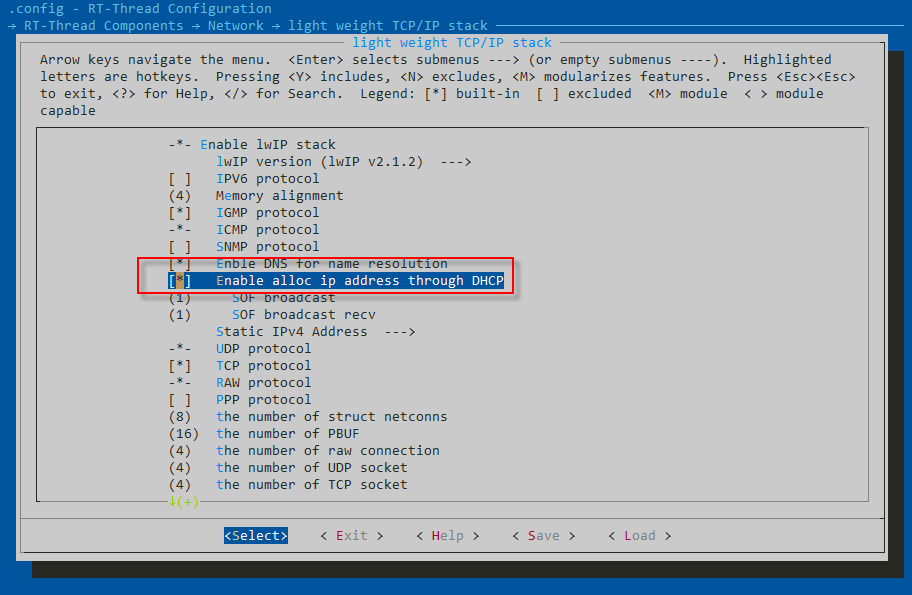 .config - RT-Thread Configuration
→ RT-Thread Components → Network → light weight TCP/IP stack
light weight TCP/IP stack
Arrow keys navigate the menu.  <Enter> selects submenus ---> (or empty submenus ----).  Highlighted
letters are hotkeys.  Pressing <Y> includes, <N> excludes, <M> modularizes features.  Press <Esc><Esc>
to exit, <?> for Help, </> for Search.  Legend: [*] built-in  [ ] excluded  <M> module  < > module
capable
-*- Enable lwIP stack
lwIP version (lwIP v2.1.2)  --->
[ ]   IPV6 protocol
(4)   Memory alignment
[*]   IGMP protocol
-*-   ICMP protocol
[ ]   SNMP protocol
[*]   Enble DNS for name resolution
[*]   Enable alloc ip address through DHCP
(1)     SOF broadcast
(1)     SOF broadcast recv
Static IPv4 Address  --->
-*-   UDP protocol
[*]   TCP protocol
-*-   RAW protocol
[ ]   PPP protocol
(8)   the number of struct netconns
(16)  the number of PBUF
(4)   the number of raw connection
(4)   the number of UDP socket
(4)   the number of TCP socket
↓(+)
<Select>    < Exit >    < Help >    < Save >    < Load >